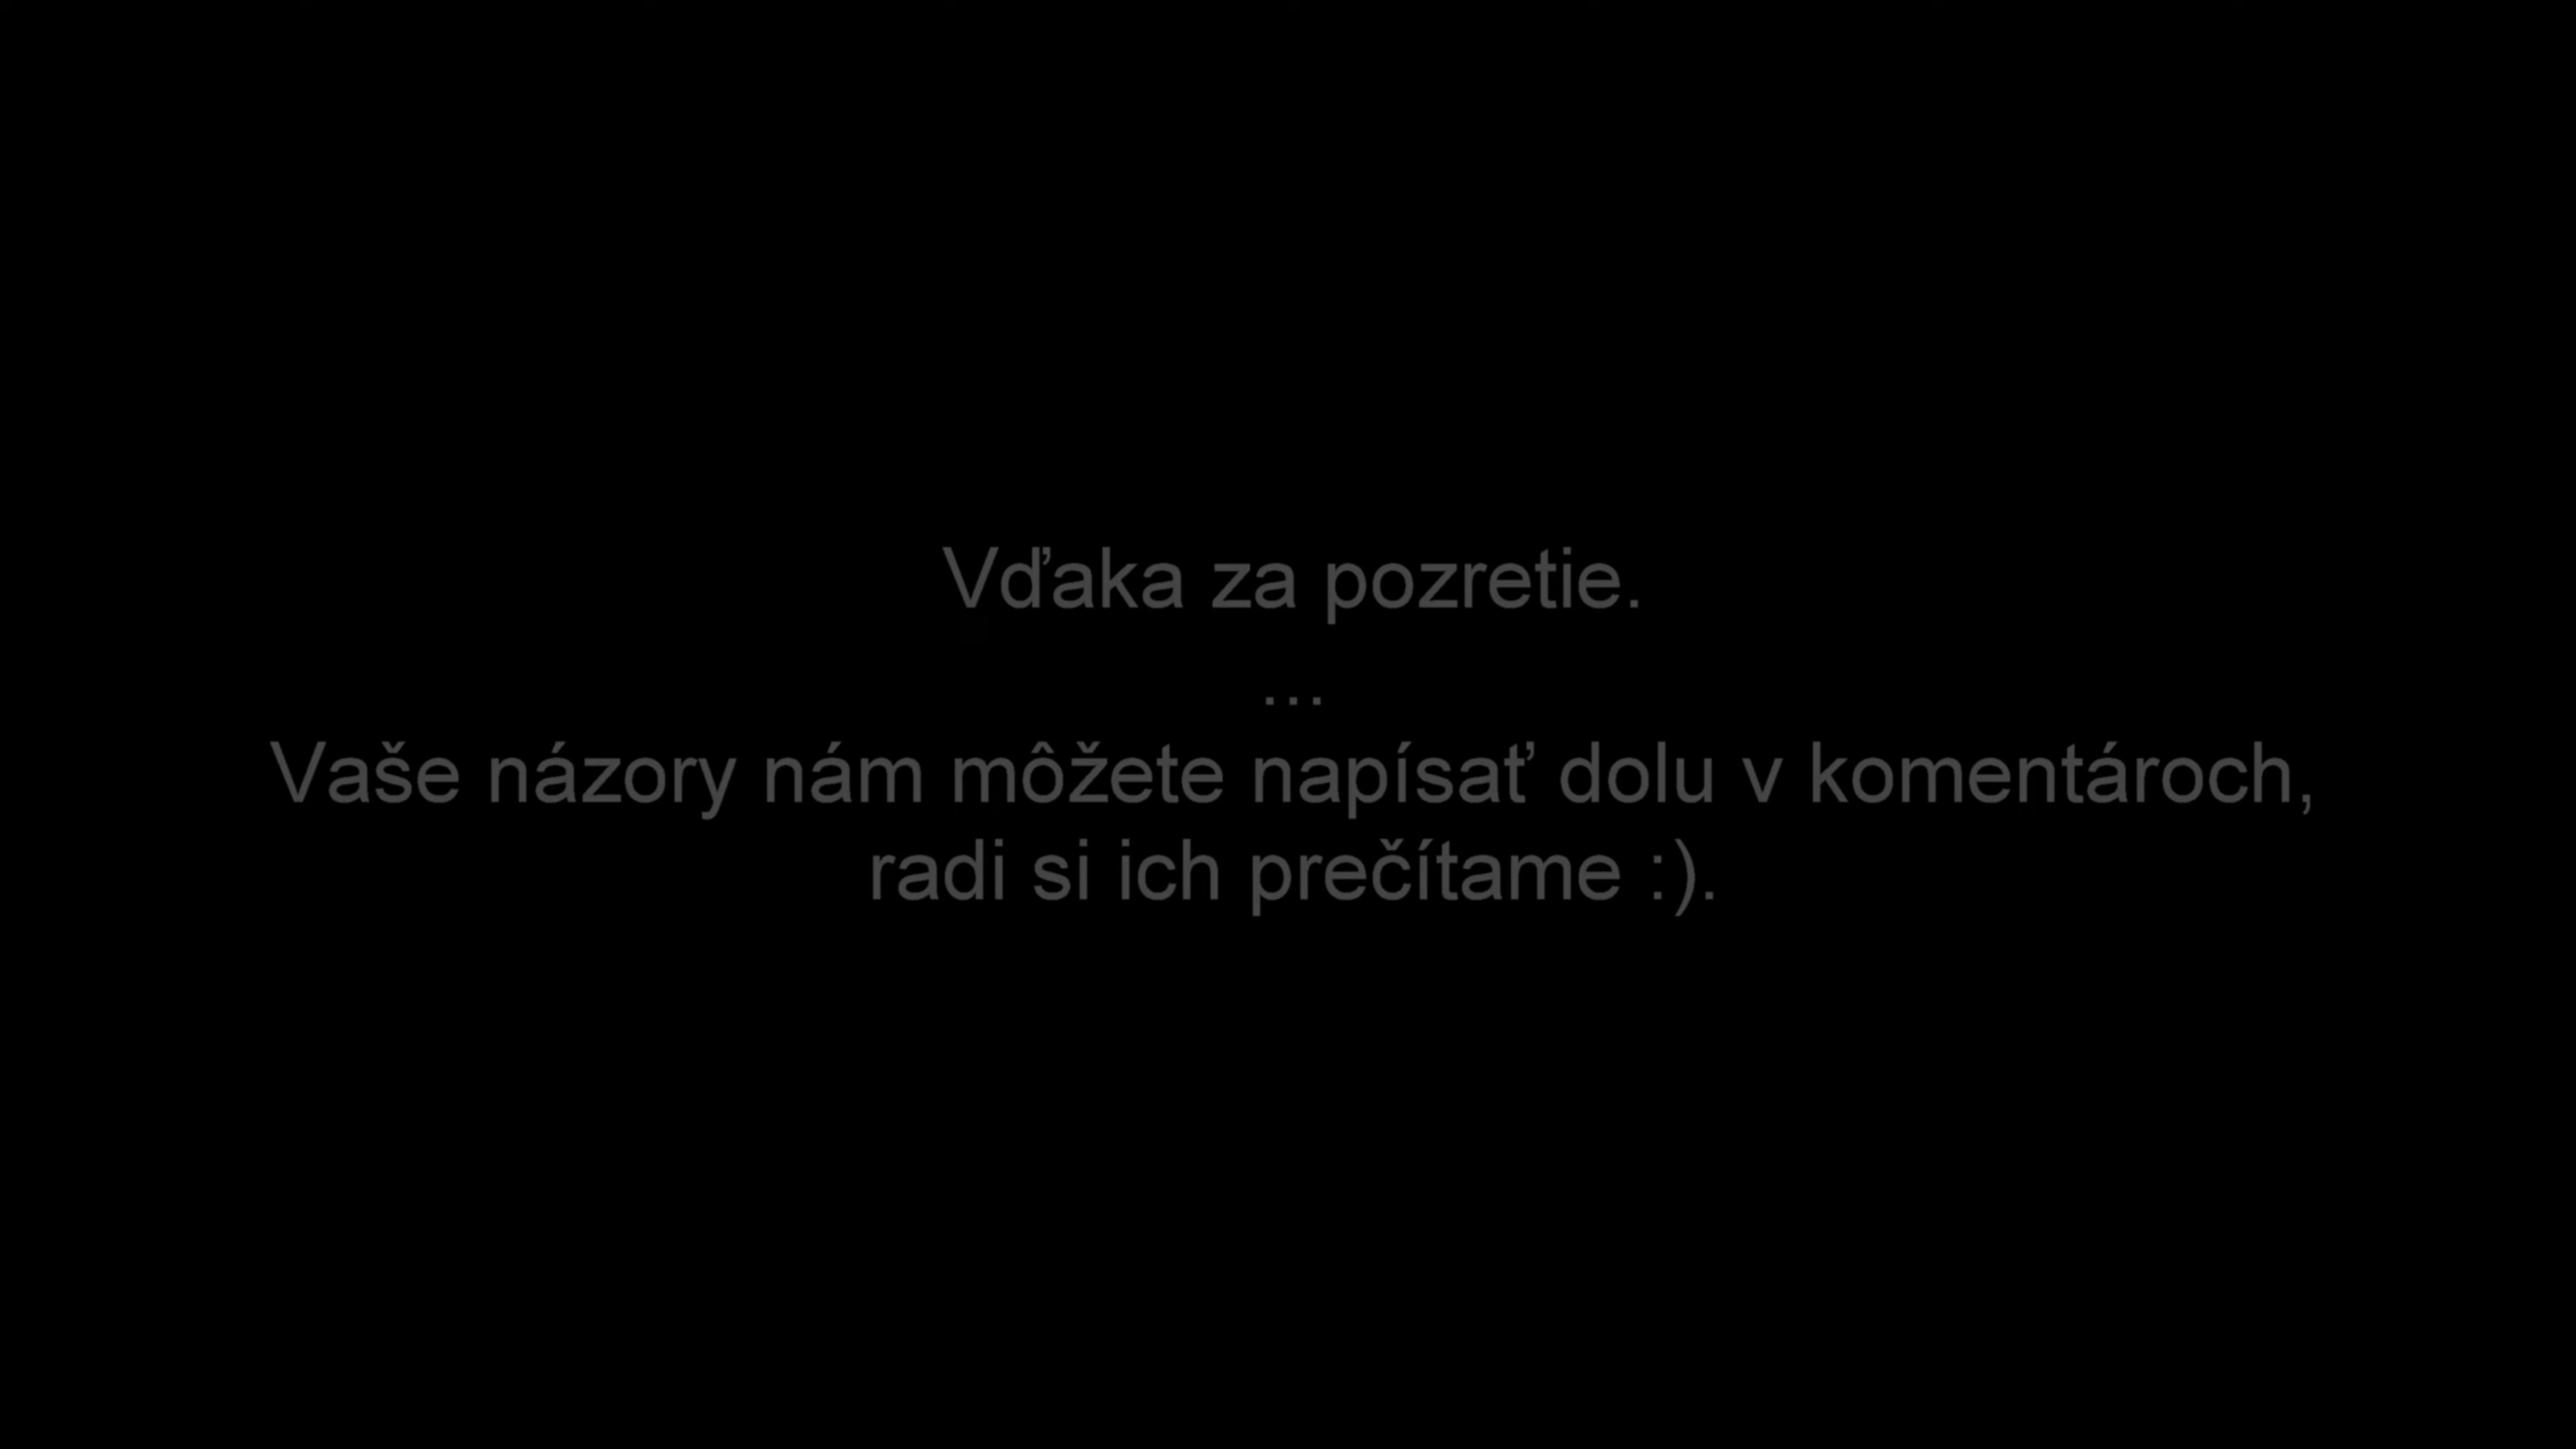 Vďaka za pozretie.
...
Vaše názory nám môžete napísať dolu v komentároch,
radi si ich prečítame :).